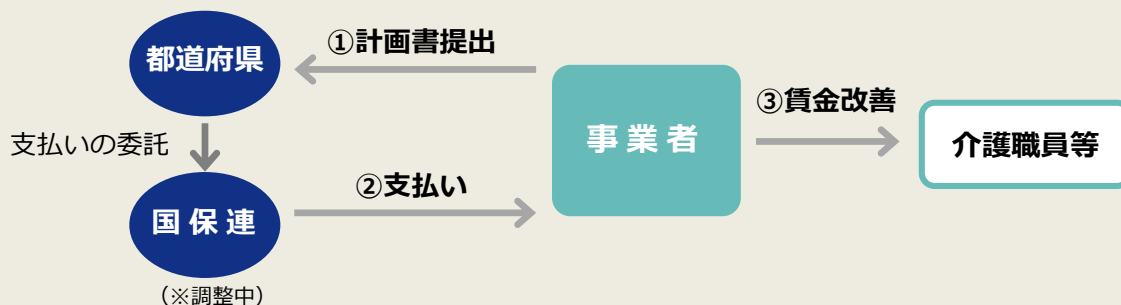 都道府県
①計画書提出
③賃金改善
事業者
介護職員等
支払いの委託
②支払い
国保連
(※調整中)